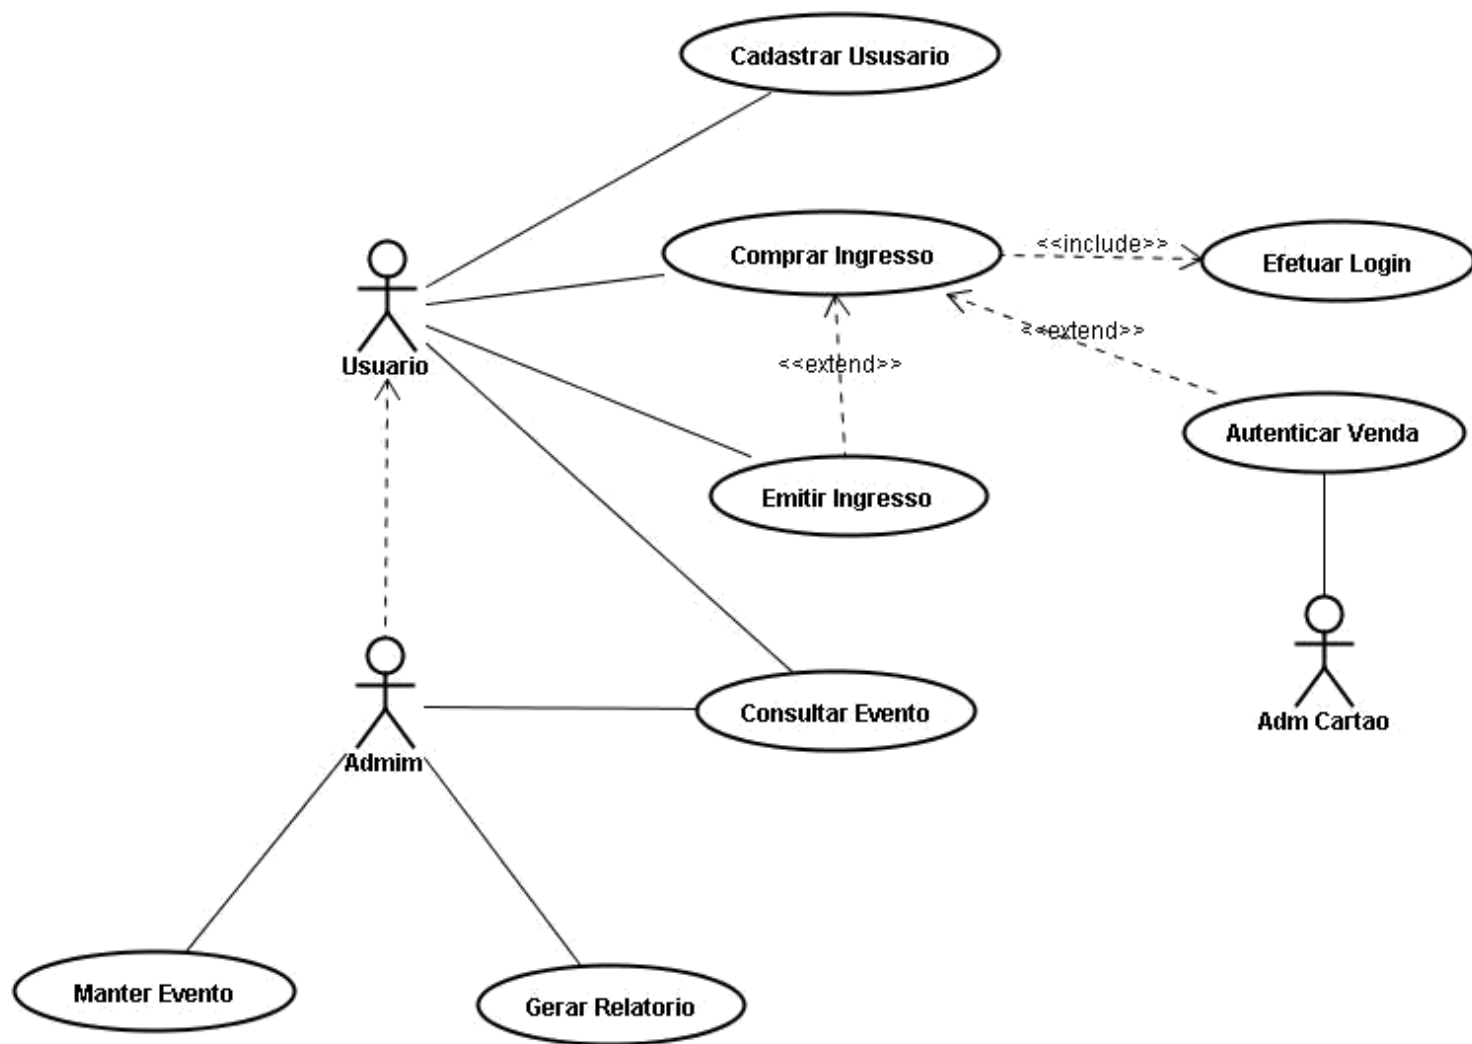 Cadastrar Ususario
Comprar Ingresso
<<include>>
Efetuar Login
<<extend>>
Usuario
<<extend>>
Autenticar Venda
Emitir Ingresso
Consultar Evento
Adm Cartao
Admim
Manter Evento
Gerar Relatorio